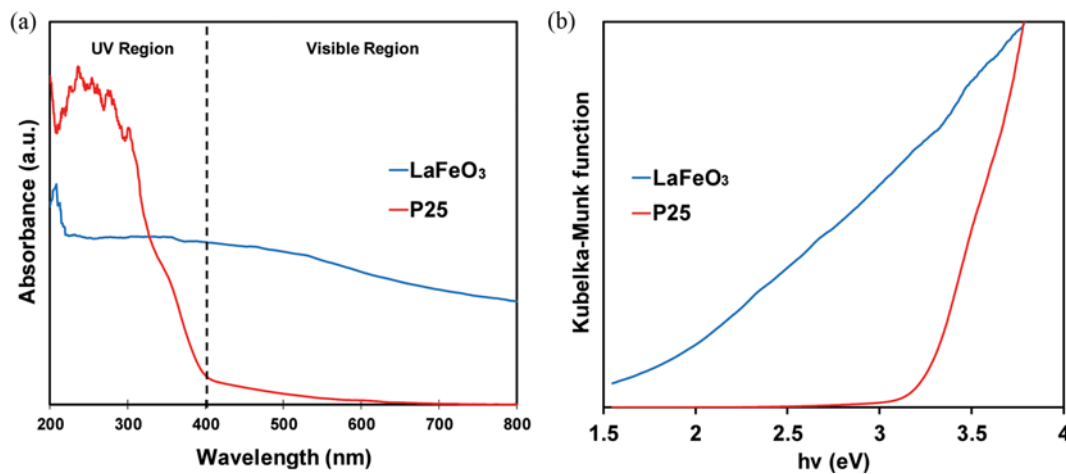 (a)
UV Region
Visible Region
Absorbance (a.u.)
LaFeO₃
P25
200
300
400
500
600
700
800
Wavelength (nm)
(b)
Kubelka-Munk function
LaFeO₃
P25
1.5
2
2.5
3
3.5
4
hv (eV)